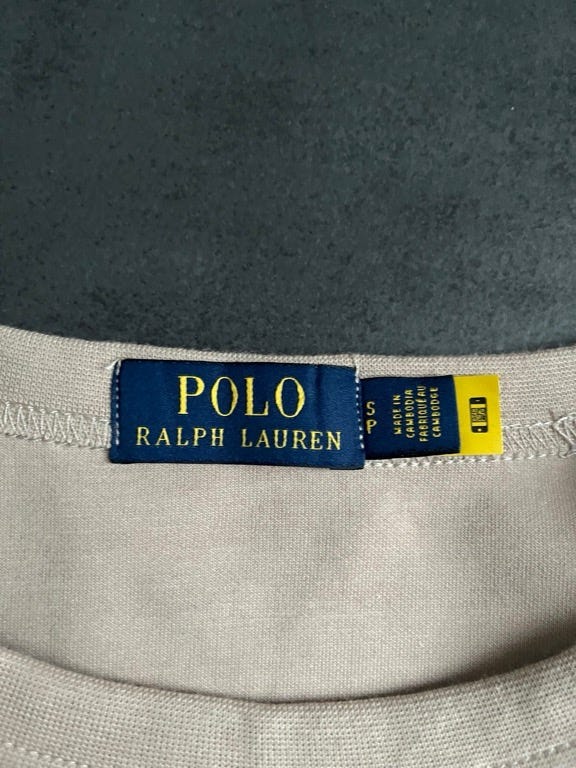 POLO
RALPH LAUREN
S
P
MADE IN
CAMBODIA
FABRIQUÉ AU
CAMBODGE